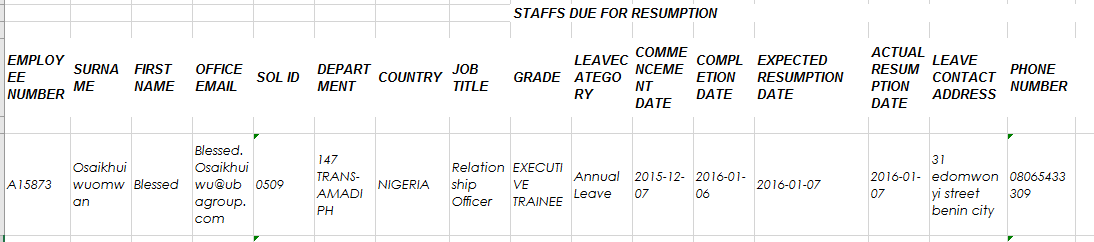 STAFFS DUE FOR RESUMPTION
EMPLOY
EE
NUMBER
SURNA
ME
FIRST
NAME
OFFICE
EMAIL
SOL ID
DEPART
MENT
COUNTRY
JOB
TITLE
GRADE
LEAVEC
ATEGO
RY
COMME
NCEME
NT
DATE
COMPL
ETION
DATE
EXPECTED
RESUMPTION
DATE
ACTUAL
RESUM
PTION
DATE
LEAVE
CONTACT
ADDRESS
PHONE
NUMBER
A15873
Osaikhui
wuomw
an
Blessed
Blessed.
Osaikhui
wu@ub
agroup.
com
0509
147
TRANS-
AMADI
PH
NIGERIA
Relation
ship
Officer
EXECUTI
VE
TRAINEE
Annual
Leave
2015-12-
07
2016-01-
06
2016-01-07
2016-01-
07
31
edomwon
yi street
benin city
08065433
309